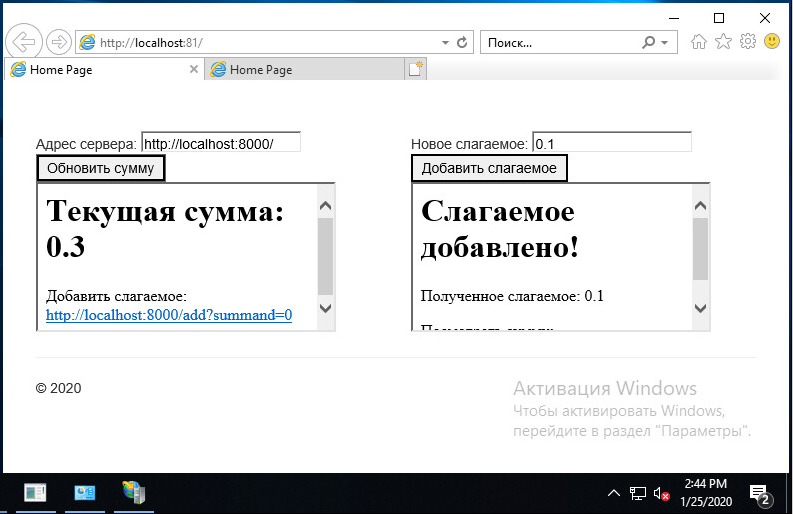 http://localhost:81/
Поиск...
Home Page
Home Page
Адрес сервера: http://localhost:8000/
Обновить сумму
Текущая сумма:
0.3
Добавить слагаемое:
http://localhost:8000/add?summand=0
Новое слагаемое: 0.1
Добавить слагаемое
Слагаемое
добавлено!
Полученное слагаемое: 0.1
© 2020
Активация Windows
Чтобы активировать Windows,
перейдите в раздел "Параметры".
2:44 PM
1/25/2020
2